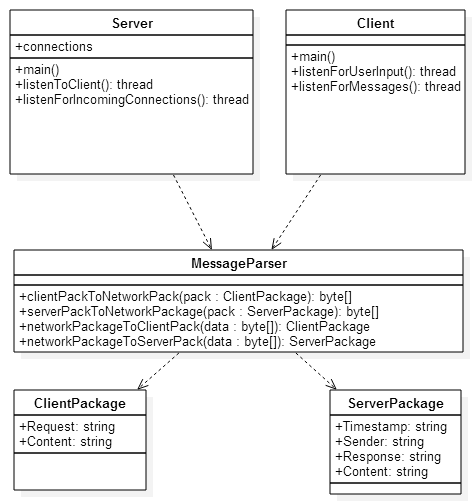 Server
+connections
+main()
+listenToClient(): thread
+listenForIncomingConnections(): thread
Client
+main()
+listenForUserInput(): thread
+listenForMessages(): thread
MessageParser
+clientPackToNetworkPack(pack : ClientPackage): byte[]
+serverPackToNetworkPackage(pack : ServerPackage): byte[]
+networkPackageToClientPack(data : byte[]): ClientPackage
+networkPackageToServerPack(data : byte[]): ServerPackage
ClientPackage
+Request: string
+Content: string
ServerPackage
+Timestamp: string
+Sender: string
+Response: string
+Content: string